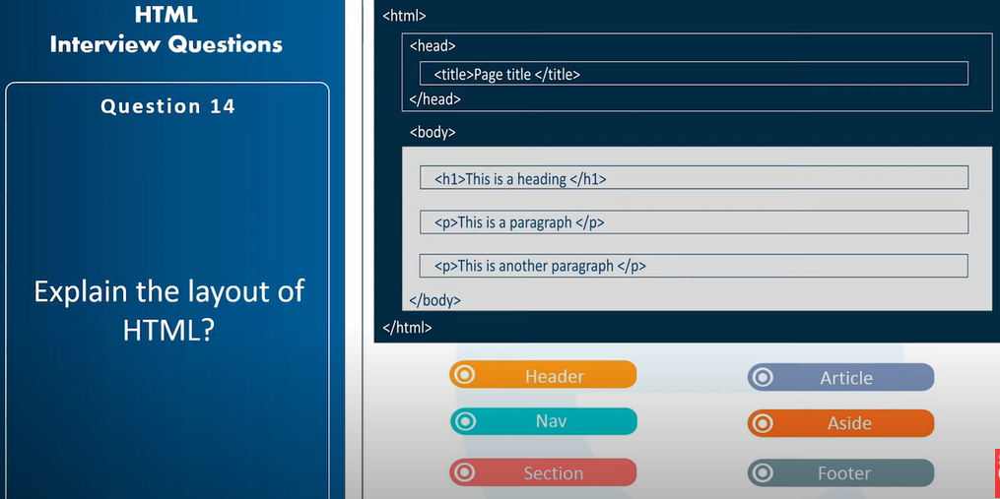 HTML
Interview Questions
Question 14
Explain the layout of
HTML?
<html>
<head>
<title>Page title </title>
</head>
<body>
<h1>This is a heading </h1>
<p>This is a paragraph </p>
<p>This is another paragraph </p>
</body>
</html>
Header
Article
Nav
Aside
Section
Footer